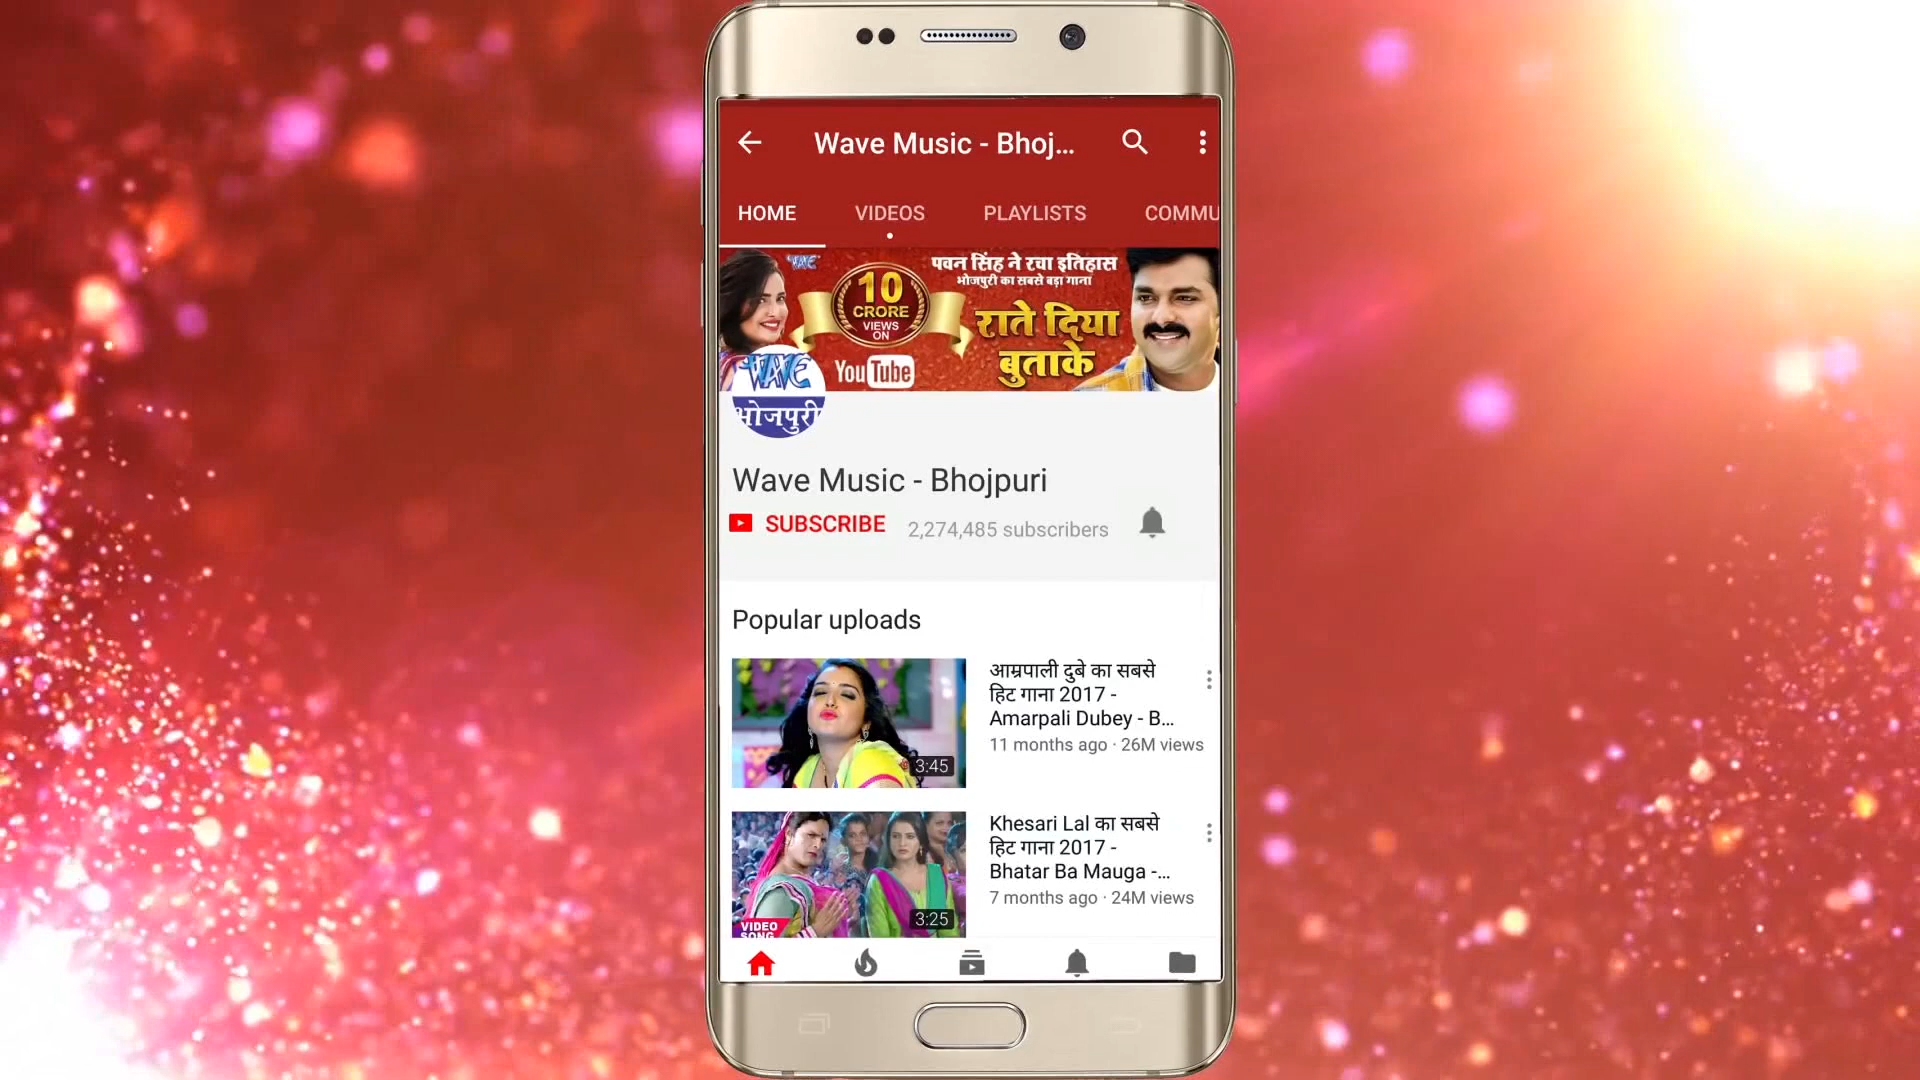 Wave Music - Bhoj...
HOME VIDEOS PLAYLISTS COMMU
WAVE
पवन सिंह ने रचा इतिहास
भोजपुरी का सबसे बड़ा गाना
10
CRORE
VIEWS
ON
YouTube
राते दिया
बुताके
WAVE
भोजपुरी
Wave Music - Bhojpuri
SUBSCRIBE 2,274,485 subscribers
Popular uploads
आम्रपाली दुबे का सबसे
हिट गाना 2017 -
Amarpali Dubey - B...
11 months ago · 26M views
3:45
Khesari Lal का सबसे
हिट गाना 2017 -
Bhatar Ba Mauga -...
7 months ago · 24M views
VIDEO
SONG
3:25